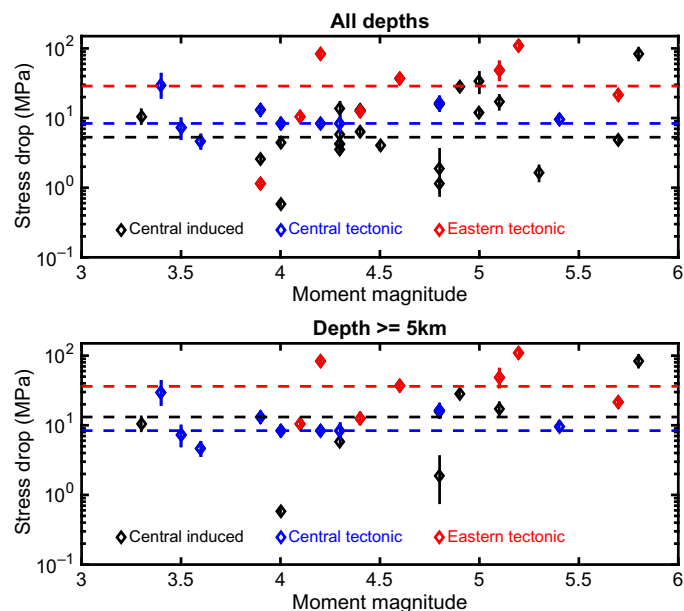 All depths
Stress drop (MPa)
10²
10¹
10⁰
10⁻¹
Central induced Central tectonic Eastern tectonic
3 3.5 4 4.5 5 5.5 6
Moment magnitude
Depth >= 5km
Stress drop (MPa)
10²
10¹
10⁰
10⁻¹
Central induced Central tectonic Eastern tectonic
3 3.5 4 4.5 5 5.5 6
Moment magnitude